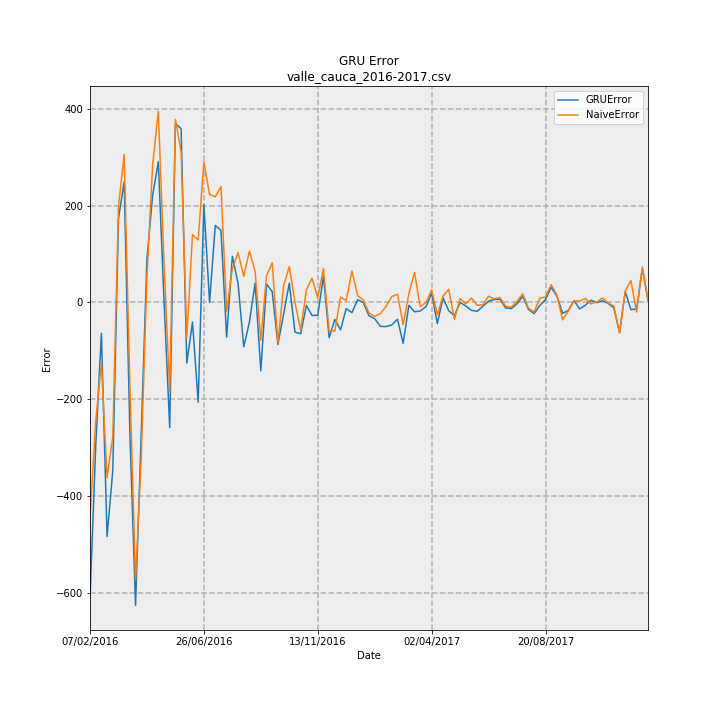 GRU Error
valle_cauca_2016-2017.csv
GRUError
NaiveError
400
200
0
−200
−400
−600
Error
07/02/2016
26/06/2016
13/11/2016
02/04/2017
20/08/2017
Date